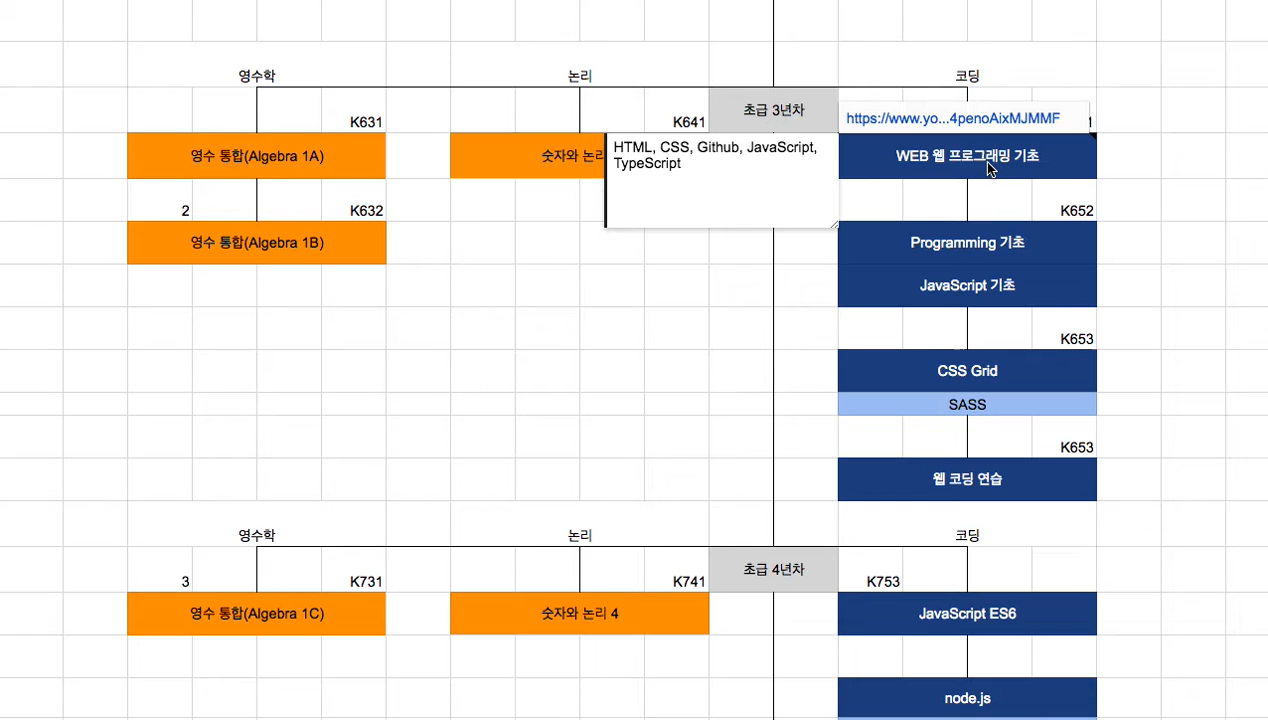 영수학
논리
코딩
K631
K641
초급 3년차
https://www.yo...4penoAixMJMMF
1
영수 통합(Algebra 1A)
숫자와 논리
HTML, CSS, Github, JavaScript,
TypeScript
WEB 웹 프로그래밍 기초
2
K632
K652
영수 통합(Algebra 1B)
Programming 기초
JavaScript 기초
K653
CSS Grid
SASS
K653
웹 코딩 연습
영수학
논리
코딩
초급 4년차
3
K731
K741
K753
영수 통합(Algebra 1C)
숫자와 논리 4
JavaScript ES6
node.js